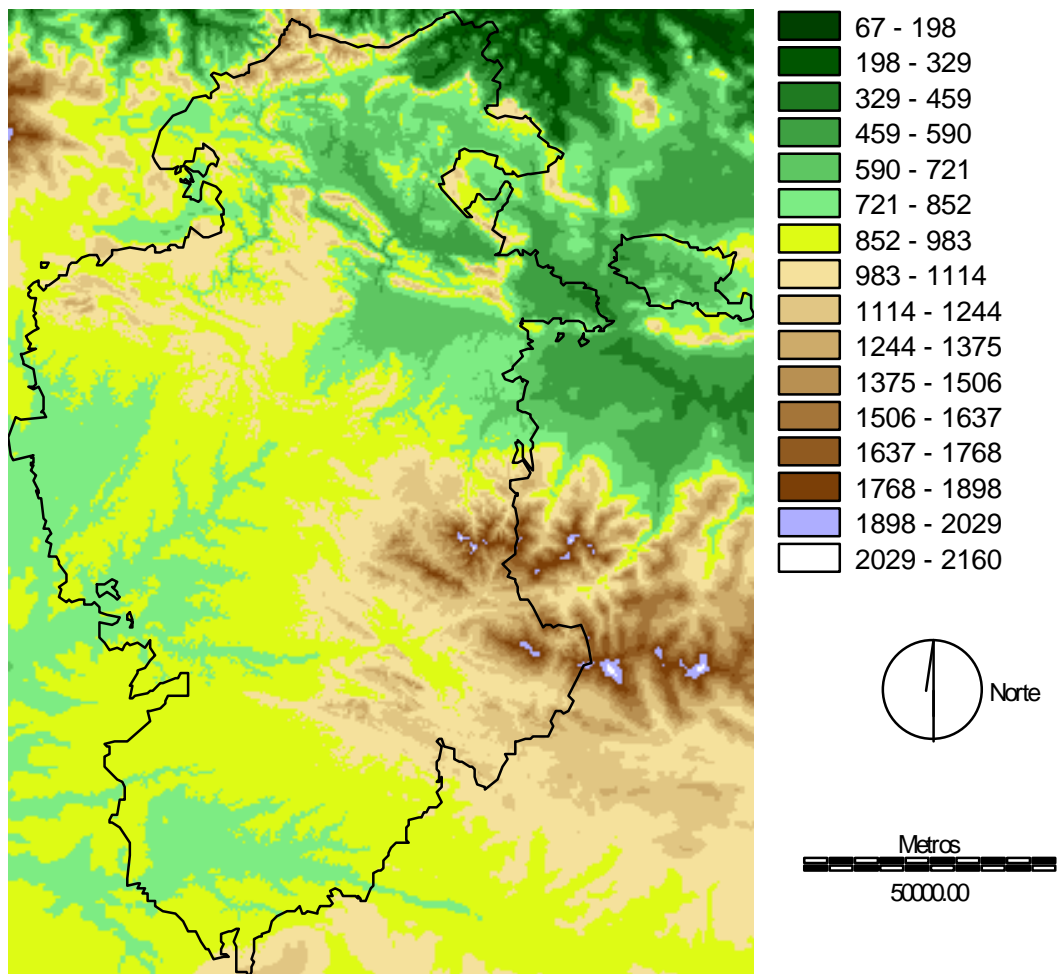 67 - 198
198 - 329
329 - 459
459 - 590
590 - 721
721 - 852
852 - 983
983 - 1114
1114 - 1244
1244 - 1375
1375 - 1506
1506 - 1637
1637 - 1768
1768 - 1898
1898 - 2029
2029 - 2160
Norte
Metros
50000.00